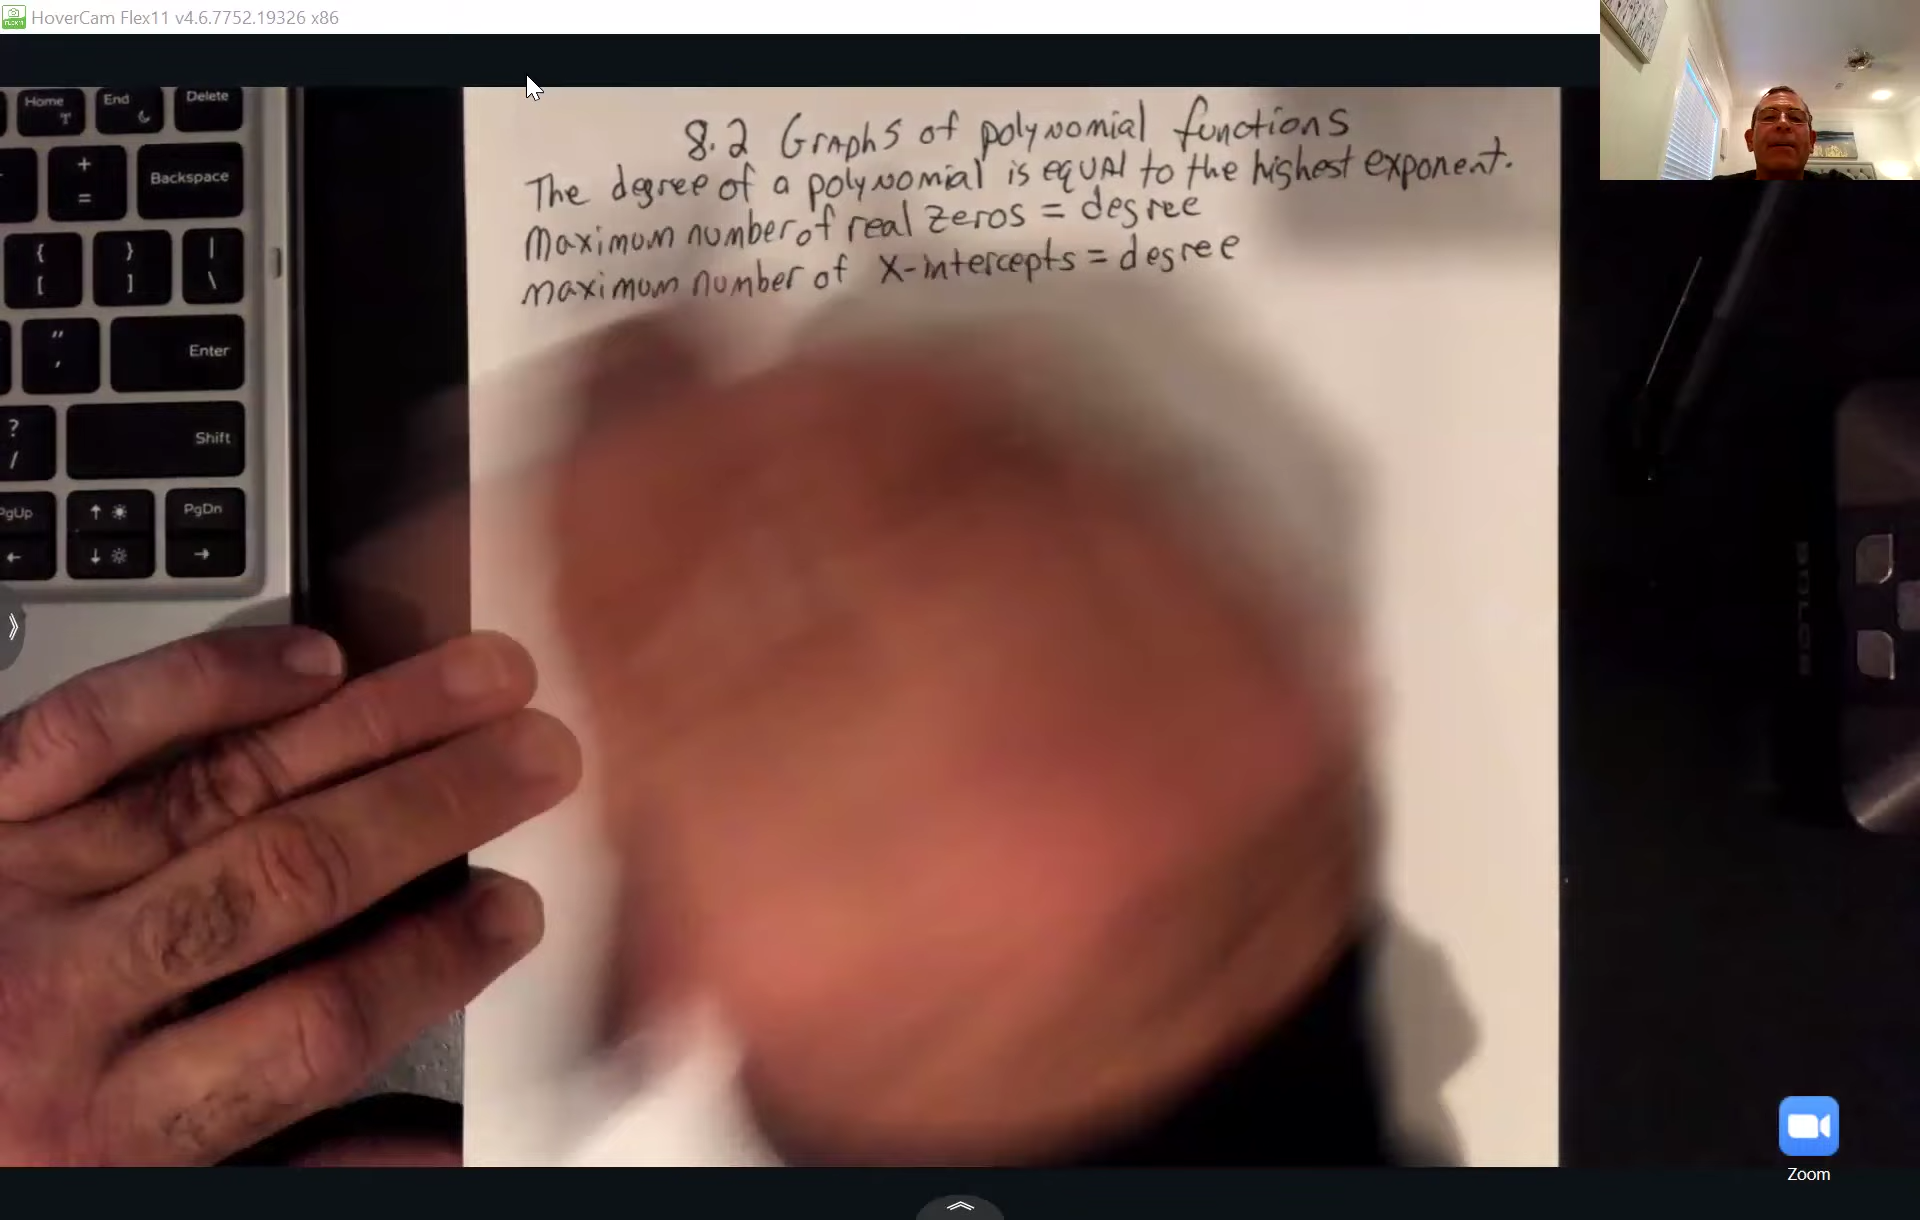 HoverCam Flex11 v4.6.7752.19326 x86
8.2 Graphs of polynomial functions
The degree of a polynomial is equal to the highest exponent.
Maximum number of real zeros = degree
maximum number of x-intercepts = degree
Home End Delete
+ =
Backspace
{ [ } ] | \
" ' Enter
? / Shift
PgUp PgDn
SOLOS
Zoom